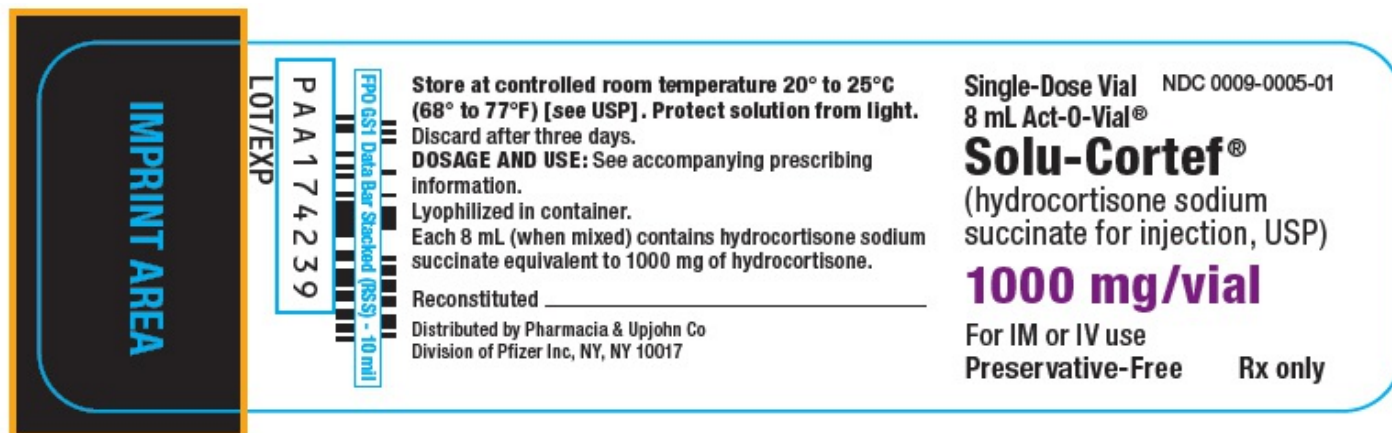 IMPRINT AREA
LOT/EXP
PAA174239
FPO GS1 Data Bar Stacked (RSS) - 10 mil
Store at controlled room temperature 20° to 25°C
(68° to 77°F) [see USP]. Protect solution from light.
Discard after three days.
DOSAGE AND USE: See accompanying prescribing
information.
Lyophilized in container.
Each 8 mL (when mixed) contains hydrocortisone sodium
succinate equivalent to 1000 mg of hydrocortisone.
Reconstituted
Distributed by Pharmacia & Upjohn Co
Division of Pfizer Inc, NY, NY 10017
Single-Dose Vial NDC 0009-0005-01
8 mL Act-O-Vial®
Solu-Cortef®
(hydrocortisone sodium
succinate for injection, USP)
1000 mg/vial
For IM or IV use
Preservative-Free Rx only